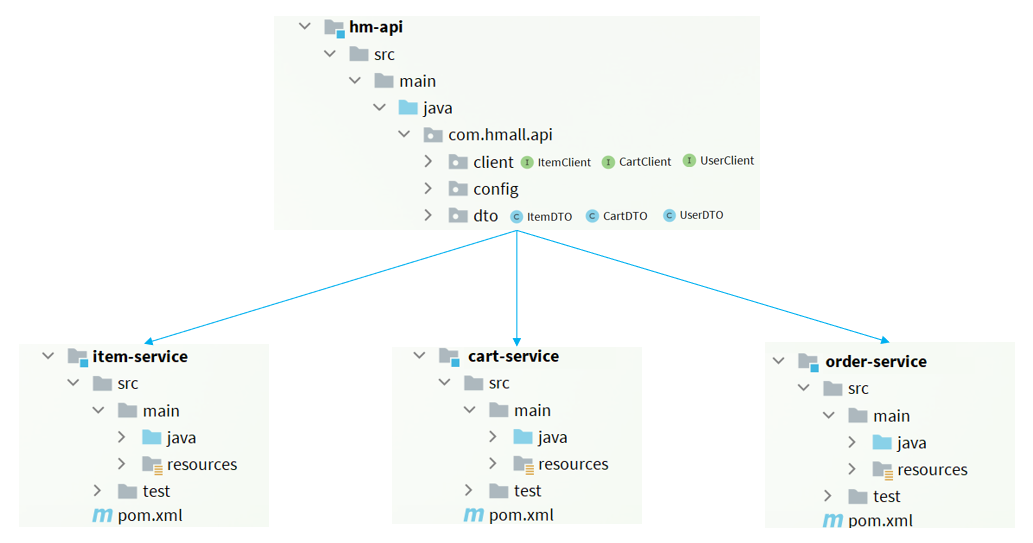 hm-api
src
main
java
com.hmall.api
client I ItemClient I CartClient I UserClient
config
dto C ItemDTO C CartDTO C UserDTO
item-service
src
main
java
resources
test
m pom.xml
cart-service
src
main
java
resources
test
m pom.xml
order-service
src
main
java
resources
test
m pom.xml